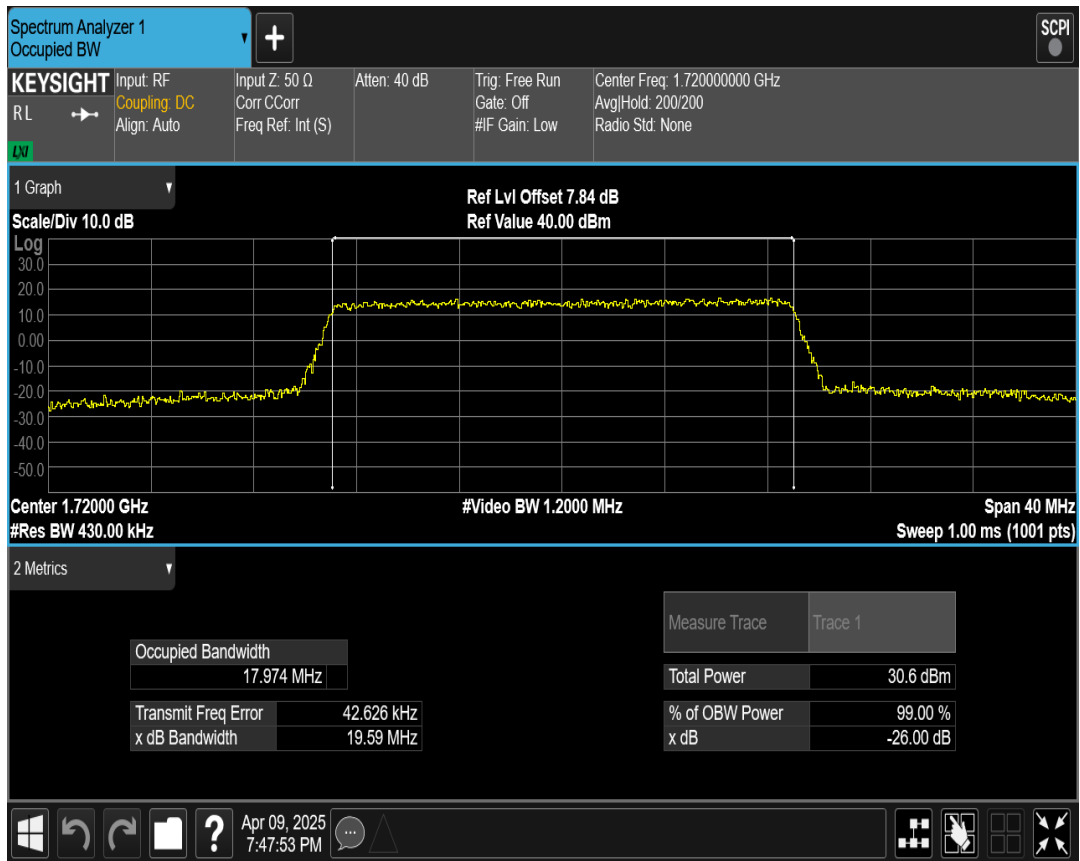 Spectrum Analyzer 1
Occupied BW
+
SCPI
KEYSIGHT
RL
LXI
Input: RF
Coupling: DC
Align: Auto
Input Z: 50 Ω
Corr CCorr
Freq Ref: Int (S)
Atten: 40 dB
Trig: Free Run
Gate: Off
#IF Gain: Low
Center Freq: 1.720000000 GHz
Avg|Hold: 200/200
Radio Std: None
1 Graph
Scale/Div 10.0 dB
Ref Lvl Offset 7.84 dB
Ref Value 40.00 dBm
Log
30.0
20.0
10.0
0.00
-10.0
-20.0
-30.0
-40.0
-50.0
Center 1.72000 GHz
#Video BW 1.2000 MHz
Span 40 MHz
#Res BW 430.00 kHz
Sweep 1.00 ms (1001 pts)
2 Metrics
Measure Trace Trace 1
Occupied Bandwidth
17.974 MHz
Total Power 30.6 dBm
Transmit Freq Error 42.626 kHz
% of OBW Power 99.00 %
x dB Bandwidth 19.59 MHz
x dB -26.00 dB
?
Apr 09, 2025
7:47:53 PM